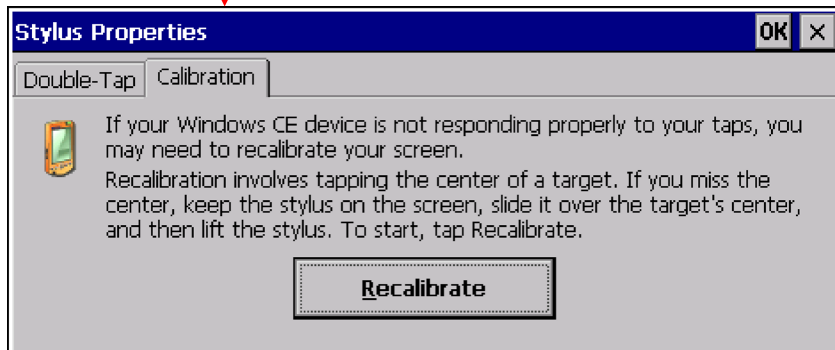 Stylus Properties OK ×
Double-Tap Calibration
If your Windows CE device is not responding properly to your taps, you
may need to recalibrate your screen.
Recalibration involves tapping the center of a target. If you miss the
center, keep the stylus on the screen, slide it over the target's center,
and then lift the stylus. To start, tap Recalibrate.
Recalibrate